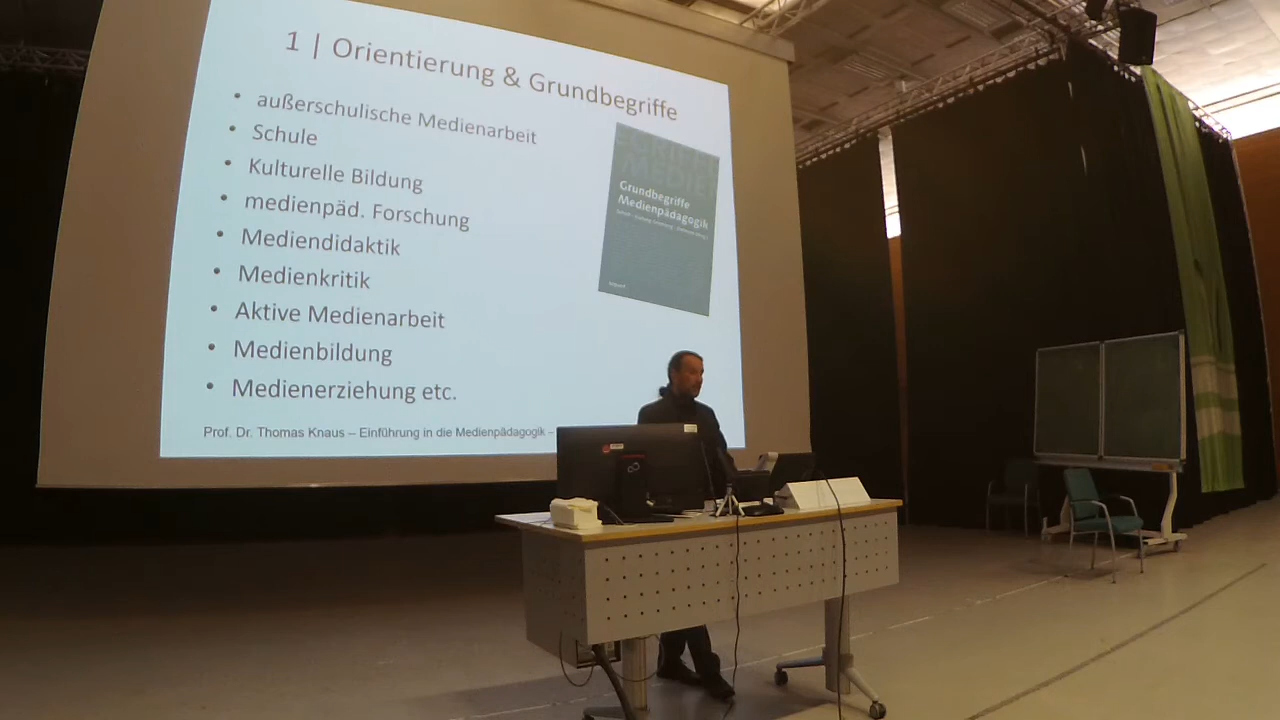 1 | Orientierung & Grundbegriffe
• außerschulische Medienarbeit
• Schule
• Kulturelle Bildung
• medienpäd. Forschung
• Mediendidaktik
• Medienkritik
• Aktive Medienarbeit
• Medienbildung
• Medienerziehung etc.
Grundbegriffe
Medienpädagogik
Prof. Dr. Thomas Knaus – Einführung in die Medienpädagogik –